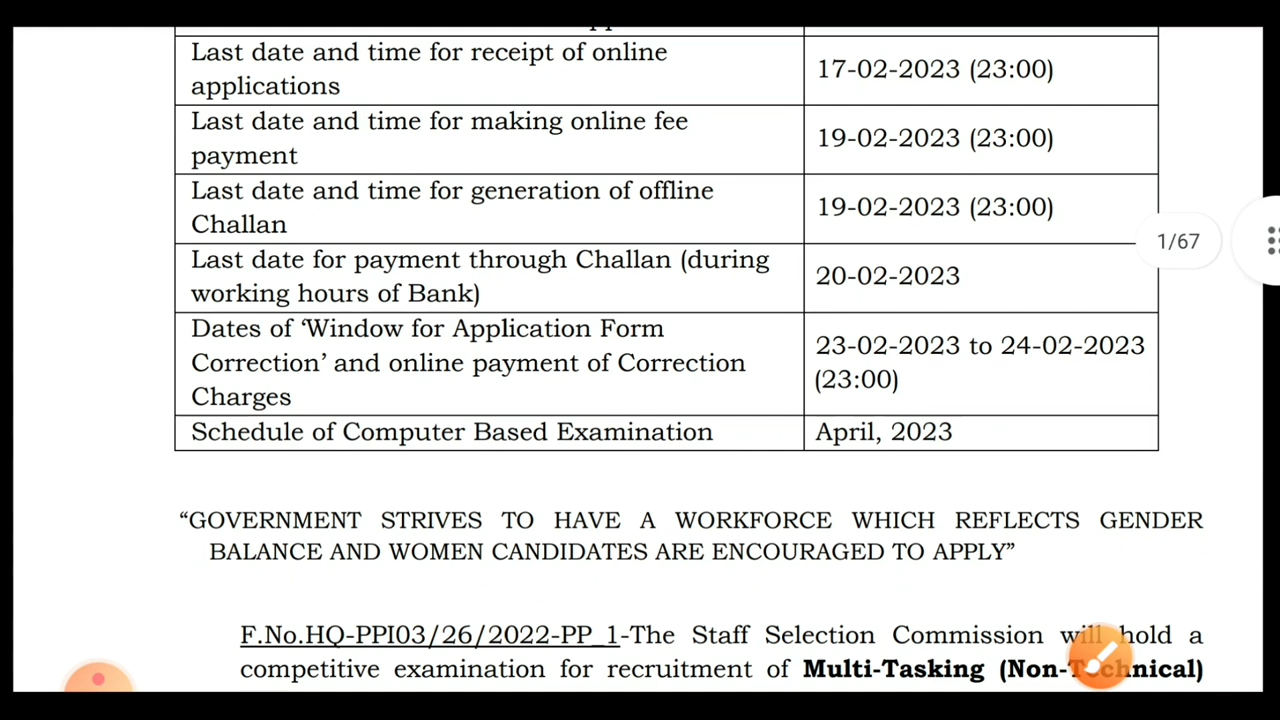 Last date and time for receipt of online
applications
17-02-2023 (23:00)
Last date and time for making online fee
payment
19-02-2023 (23:00)
Last date and time for generation of offline
Challan
19-02-2023 (23:00)
1/67
Last date for payment through Challan (during
working hours of Bank)
20-02-2023
Dates of ‘Window for Application Form
Correction’ and online payment of Correction
Charges
23-02-2023 to 24-02-2023
(23:00)
Schedule of Computer Based Examination
April, 2023
“GOVERNMENT STRIVES TO HAVE A WORKFORCE WHICH REFLECTS GENDER
BALANCE AND WOMEN CANDIDATES ARE ENCOURAGED TO APPLY”
F.No.HQ-PPI03/26/2022-PP_1-The Staff Selection Commission will hold a
competitive examination for recruitment of Multi-Tasking (Non-Technical)